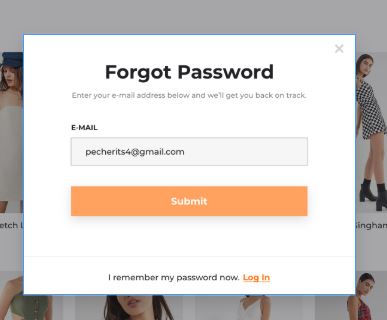 ×
Forgot Password
Enter your e-mail address below and we'll get you back on track.
E-MAIL
pecherits4@gmail.com
Submit
etch L
Singhan
I remember my password now. Log In